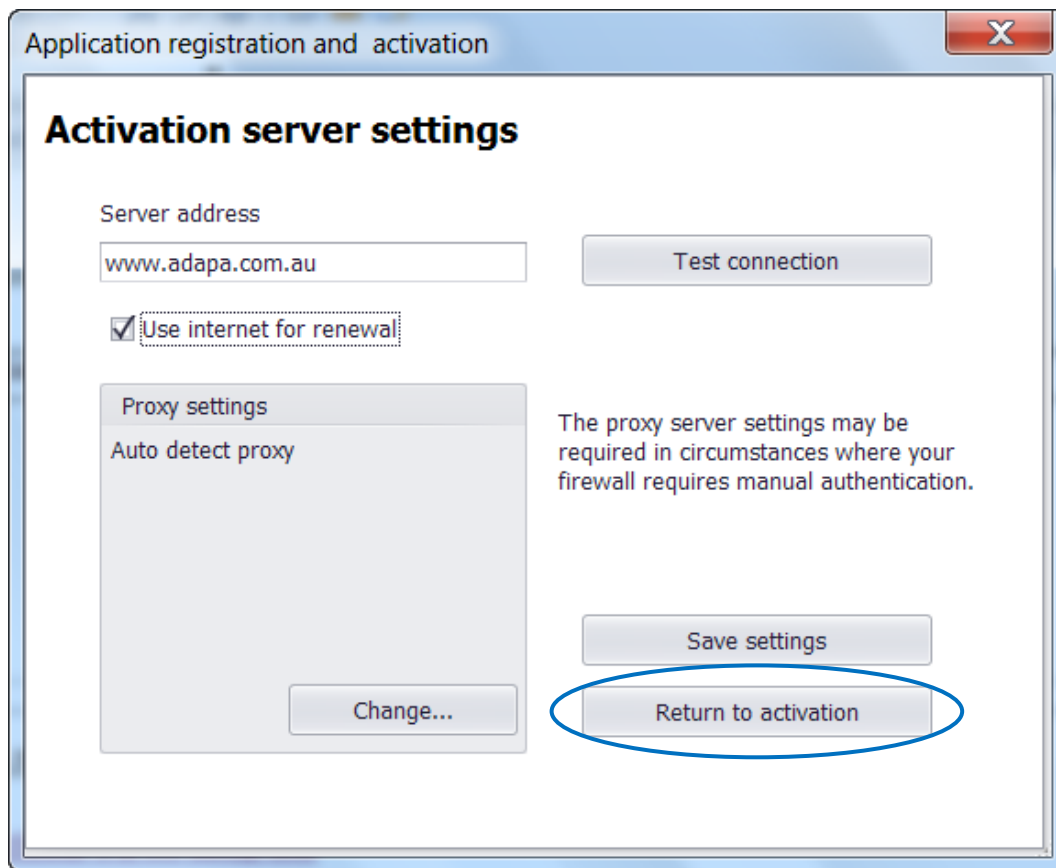 Application registration and  activation
Activation server settings
Server address
www.adapa.com.au
Test connection
Use internet for renewal
Proxy settings
Auto detect proxy
The proxy server settings may be
required in circumstances where your
firewall requires manual authentication.
Save settings
Change...
Return to activation